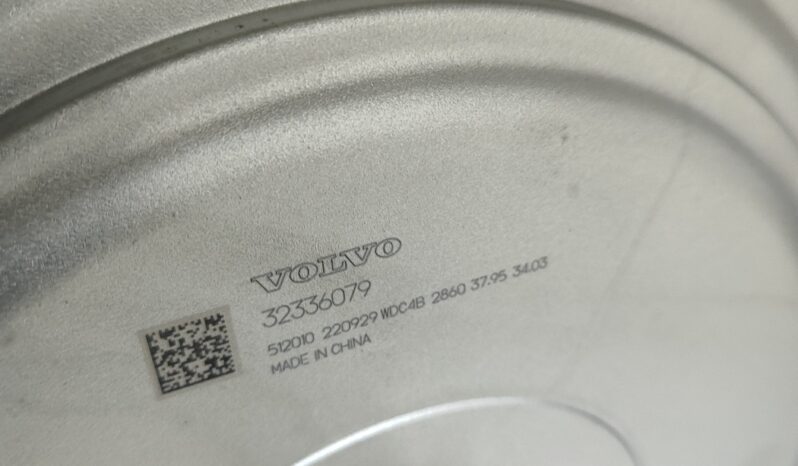 VOLVO
32336079
512010 220929 WDC4B 2860 37.95 34.03
MADE IN CHINA